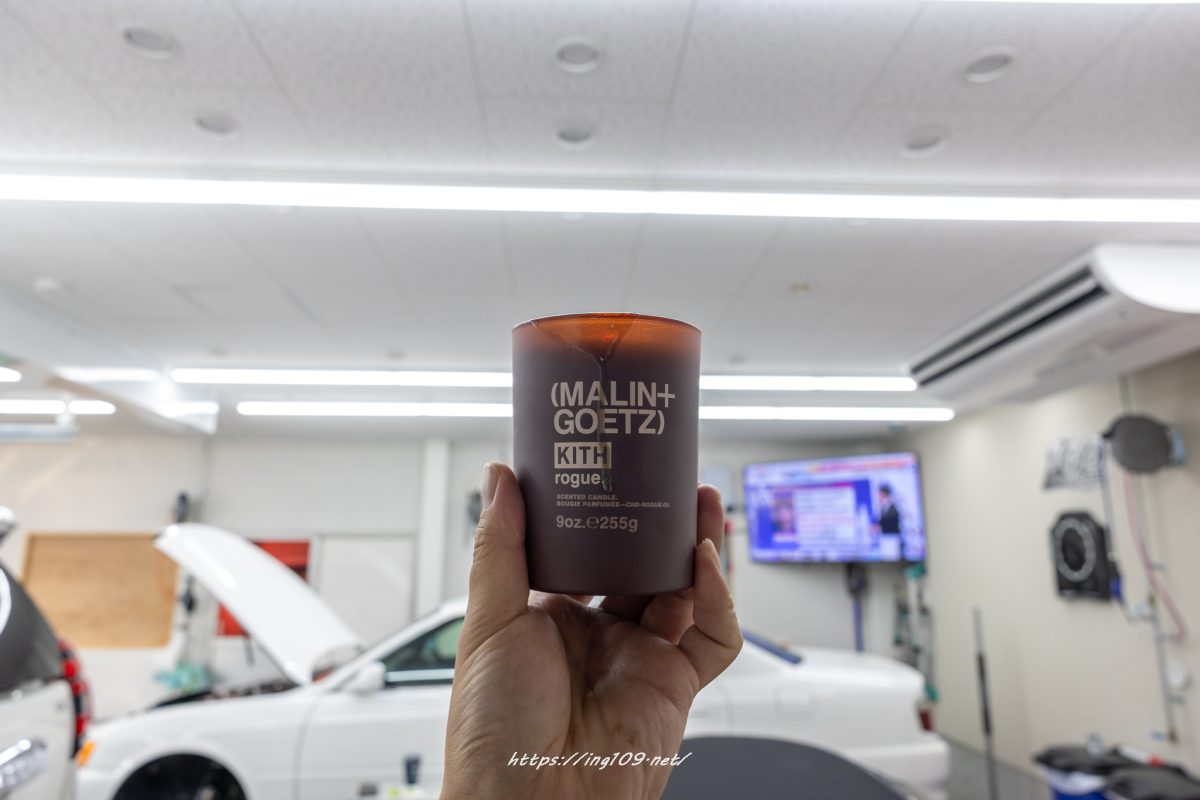 (MALIN+
GOETZ)
KITH
rogue.
SCENTED CANDLE.
BOUGIE PARFUMÉE—CND-ROGUE-01.
9oz.℮255g
https://ing109.net/